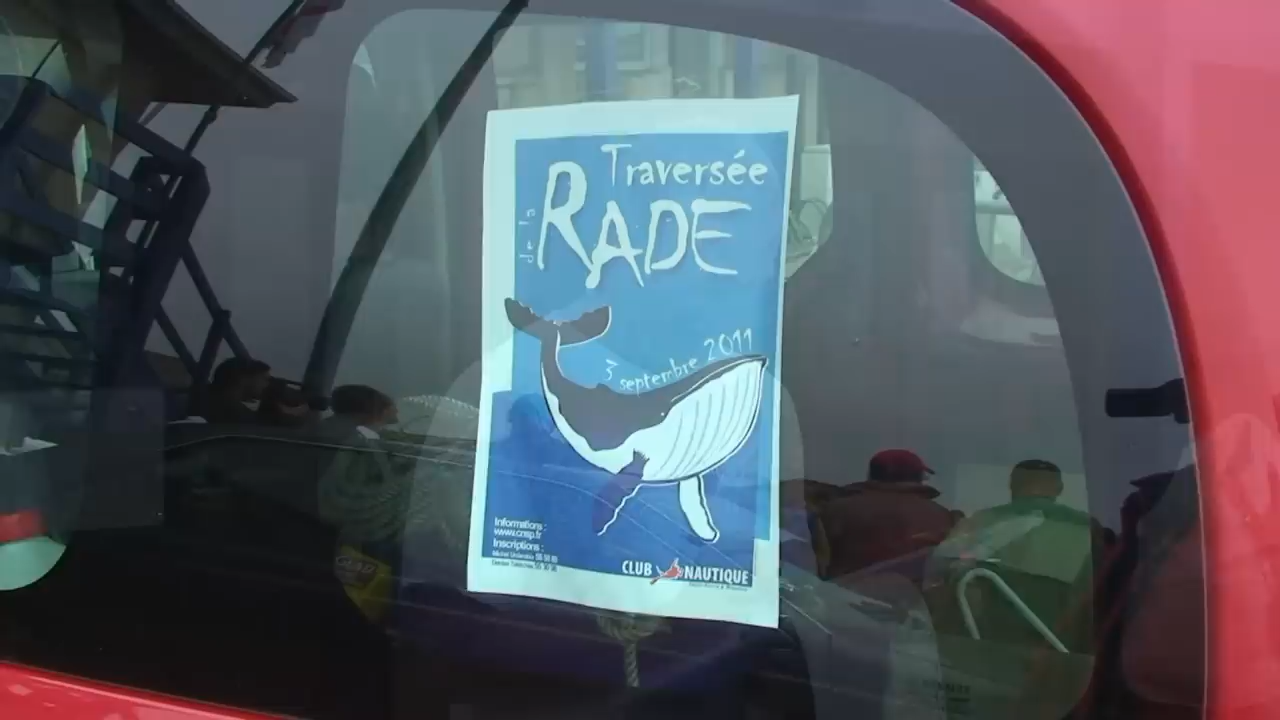 Traversée
de la
RADE
3 septembre 2011
Informations :
www.cnsp.fr
Inscriptions :
CLUB NAUTIQUE